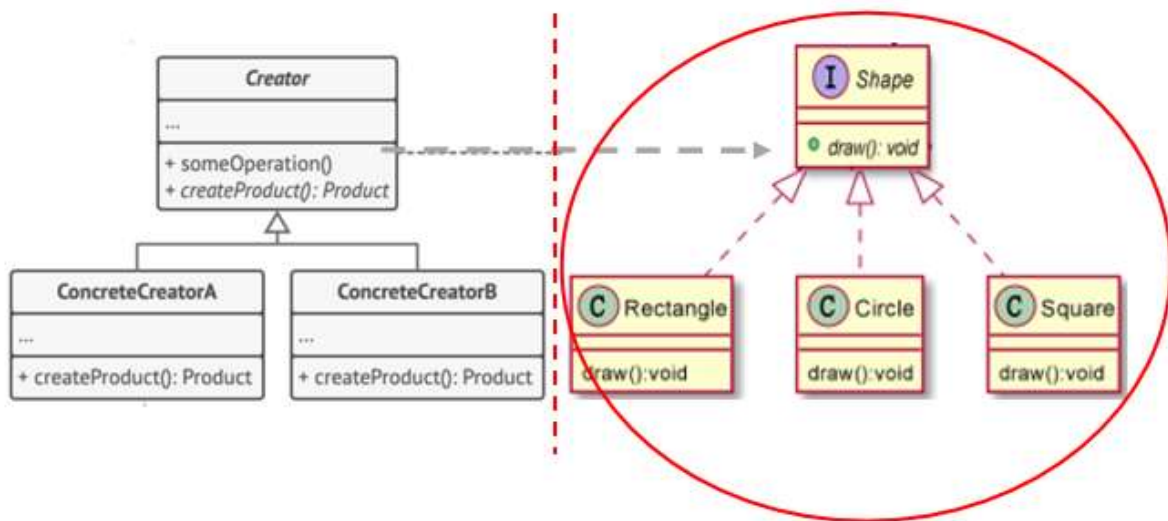 Creator
...
+ someOperation()
+ createProduct(): Product
ConcreteCreatorA
...
+ createProduct(): Product
ConcreteCreatorB
...
+ createProduct(): Product
I Shape
draw(): void
C Rectangle
draw():void
C Circle
draw():void
C Square
draw():void